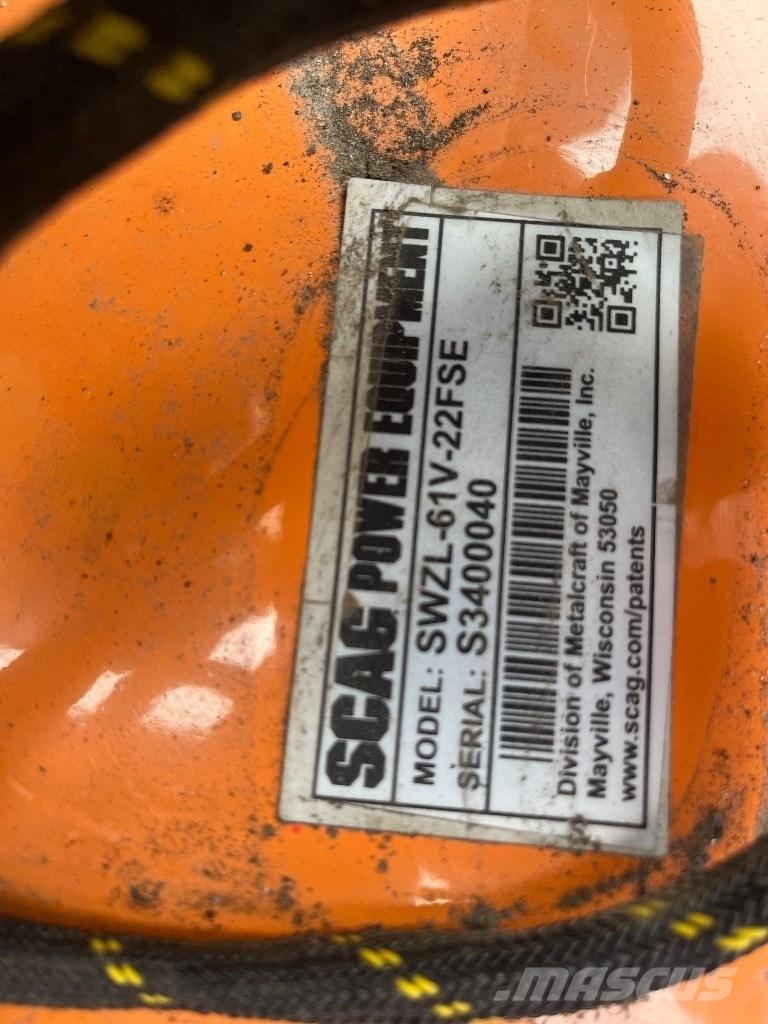 SCAG POWER EQUIPMENT
MODEL: SWZL-61V-22FSE
SERIAL: S3400040
Division of Metalcraft of Mayville, Inc.
Mayville, Wisconsin 53050
www.scag.com/patents
MASCUS